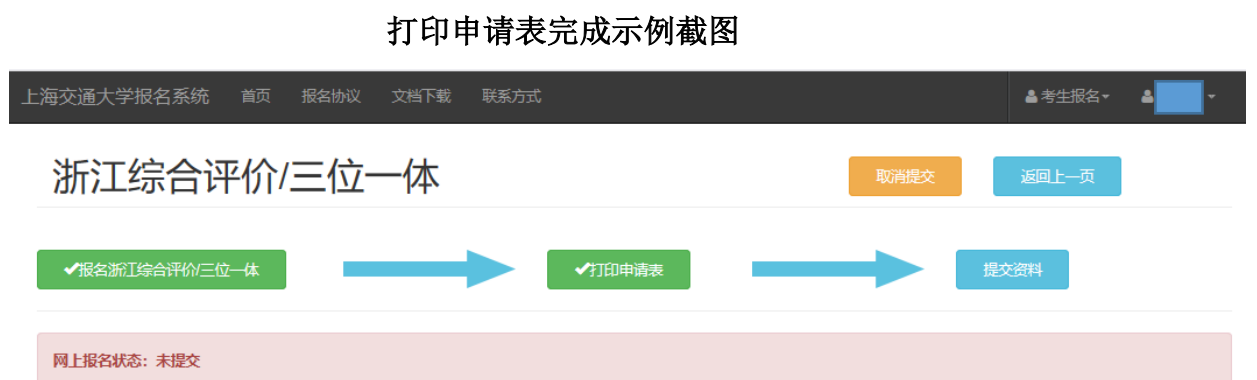 打印申请表完成示例截图
上海交通大学报名系统 首页 报名协议 文档下载 联系方式 考生报名
浙江综合评价/三位一体 取消提交 返回上一页
报名浙江综合评价/三位一体 打印申请表 提交资料
网上报名状态：未提交